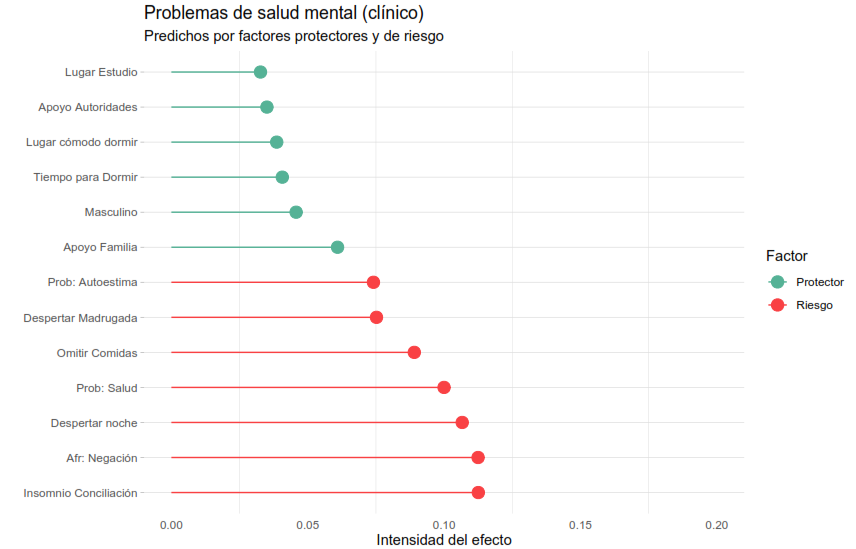 Problemas de salud mental (clínico)
Predichos por factores protectores y de riesgo
Lugar Estudio
Apoyo Autoridades
Lugar cómodo dormir
Tiempo para Dormir
Masculino
Apoyo Familia
Prob: Autoestima
Despertar Madrugada
Omitir Comidas
Prob: Salud
Despertar noche
Afr: Negación
Insomnio Conciliación
0.00 0.05 0.10 0.15 0.20
Intensidad del efecto
Factor
Protector
Riesgo